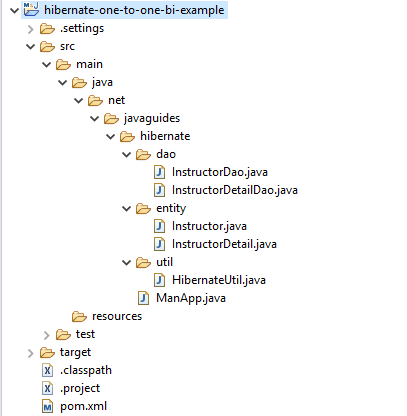 hibernate-one-to-one-bi-example
.settings
src
main
java
net
javaguides
hibernate
dao
InstructorDao.java
InstructorDetailDao.java
entity
Instructor.java
InstructorDetail.java
util
HibernateUtil.java
ManApp.java
resources
test
target
.classpath
.project
pom.xml